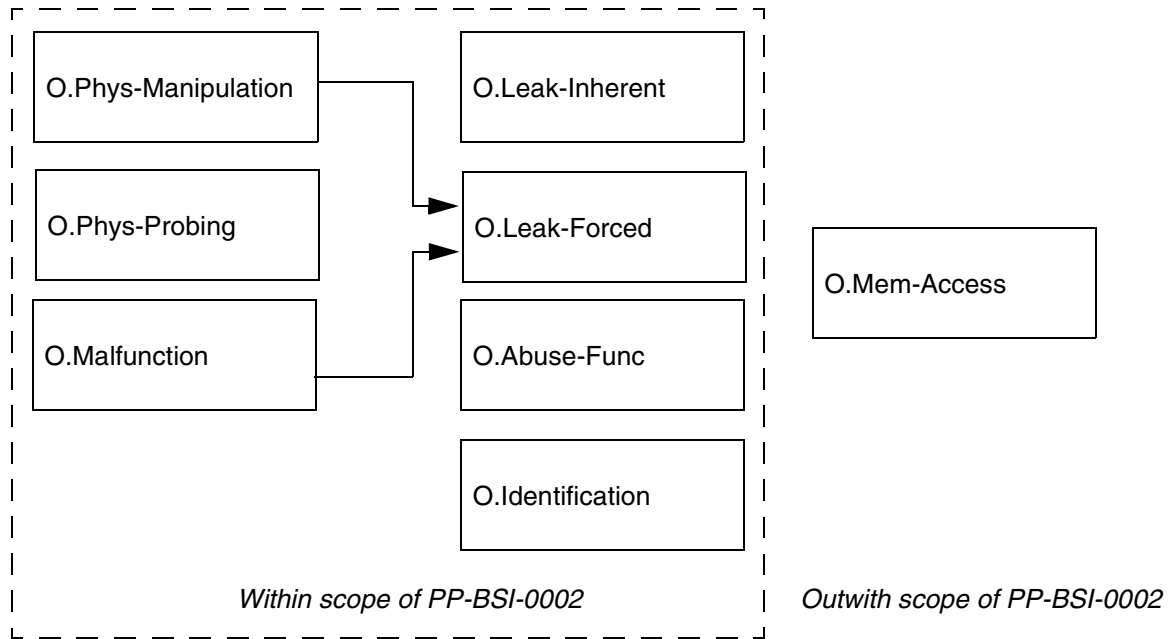 O.Phys-Manipulation
O.Leak-Inherent
O.Phys-Probing
O.Leak-Forced
O.Mem-Access
O.Malfunction
O.Abuse-Func
O.Identification
Within scope of PP-BSI-0002
Outwith scope of PP-BSI-0002